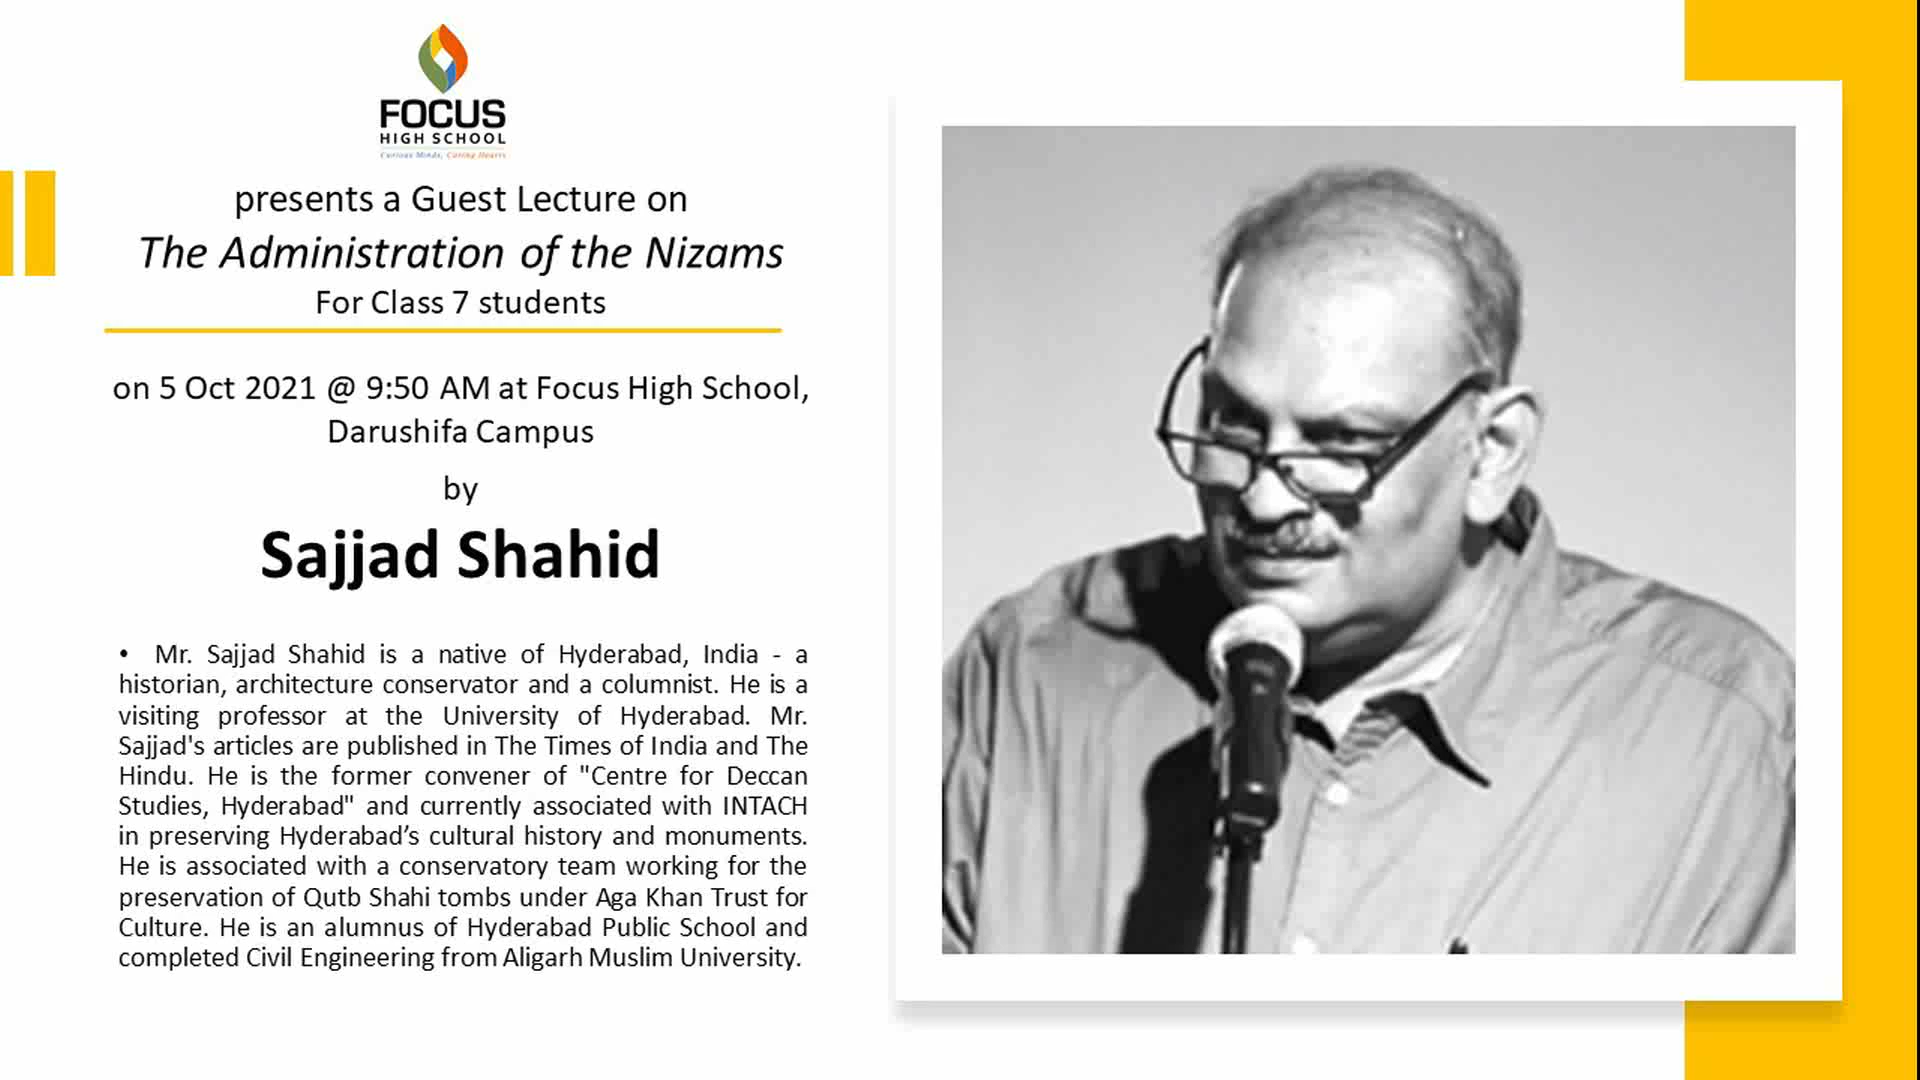 FOCUS
HIGH SCHOOL
Curious Minds, Caring Hearts
presents a Guest Lecture on
The Administration of the Nizams
For Class 7 students
on 5 Oct 2021 @ 9:50 AM at Focus High School,
Darushifa Campus
by
Sajjad Shahid
• Mr. Sajjad Shahid is a native of Hyderabad, India - a
historian, architecture conservator and a columnist. He is a
visiting professor at the University of Hyderabad. Mr.
Sajjad's articles are published in The Times of India and The
Hindu. He is the former convener of "Centre for Deccan
Studies, Hyderabad" and currently associated with INTACH
in preserving Hyderabad’s cultural history and monuments.
He is associated with a conservatory team working for the
preservation of Qutb Shahi tombs under Aga Khan Trust for
Culture. He is an alumnus of Hyderabad Public School and
completed Civil Engineering from Aligarh Muslim University.